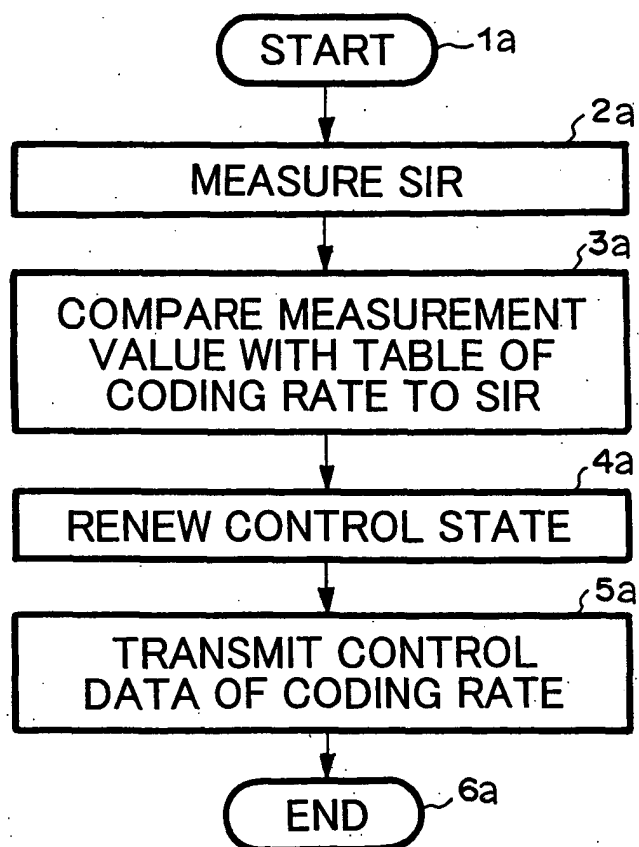 START
1a
2a
MEASURE SIR
3a
COMPARE MEASUREMENT
VALUE WITH TABLE OF
CODING RATE TO SIR
4a
RENEW CONTROL STATE
5a
TRANSMIT CONTROL
DATA OF CODING RATE
END
6a